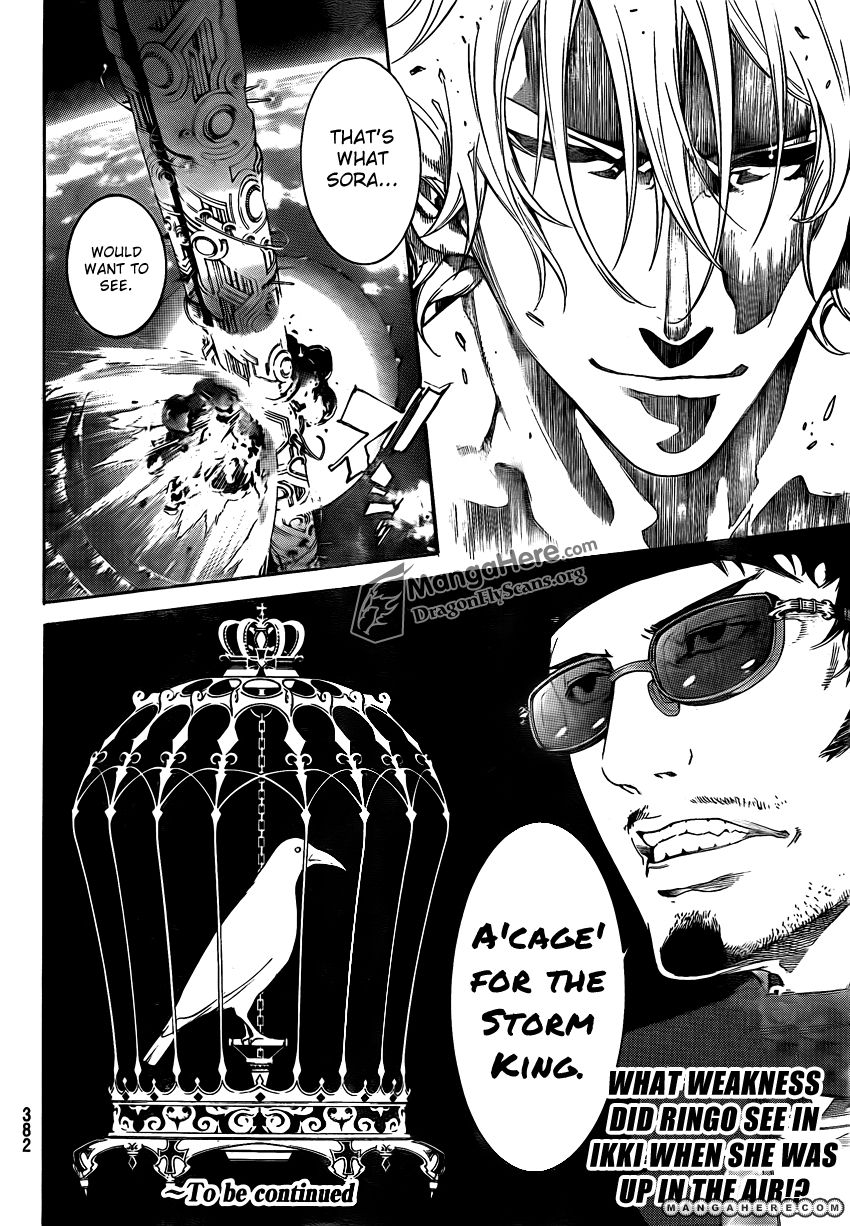 THAT'S
WHAT
SORA...
WOULD
WANT TO
SEE.
MangaHere.com
DragonFlyScans.org
A 'CAGE'
FOR THE
STORM
KING.
WHAT WEAKNESS
DID RINGO SEE IN
IKKI WHEN SHE WAS
UP IN THE AIR!?
~To be continued
382
MANGAHERE.COM